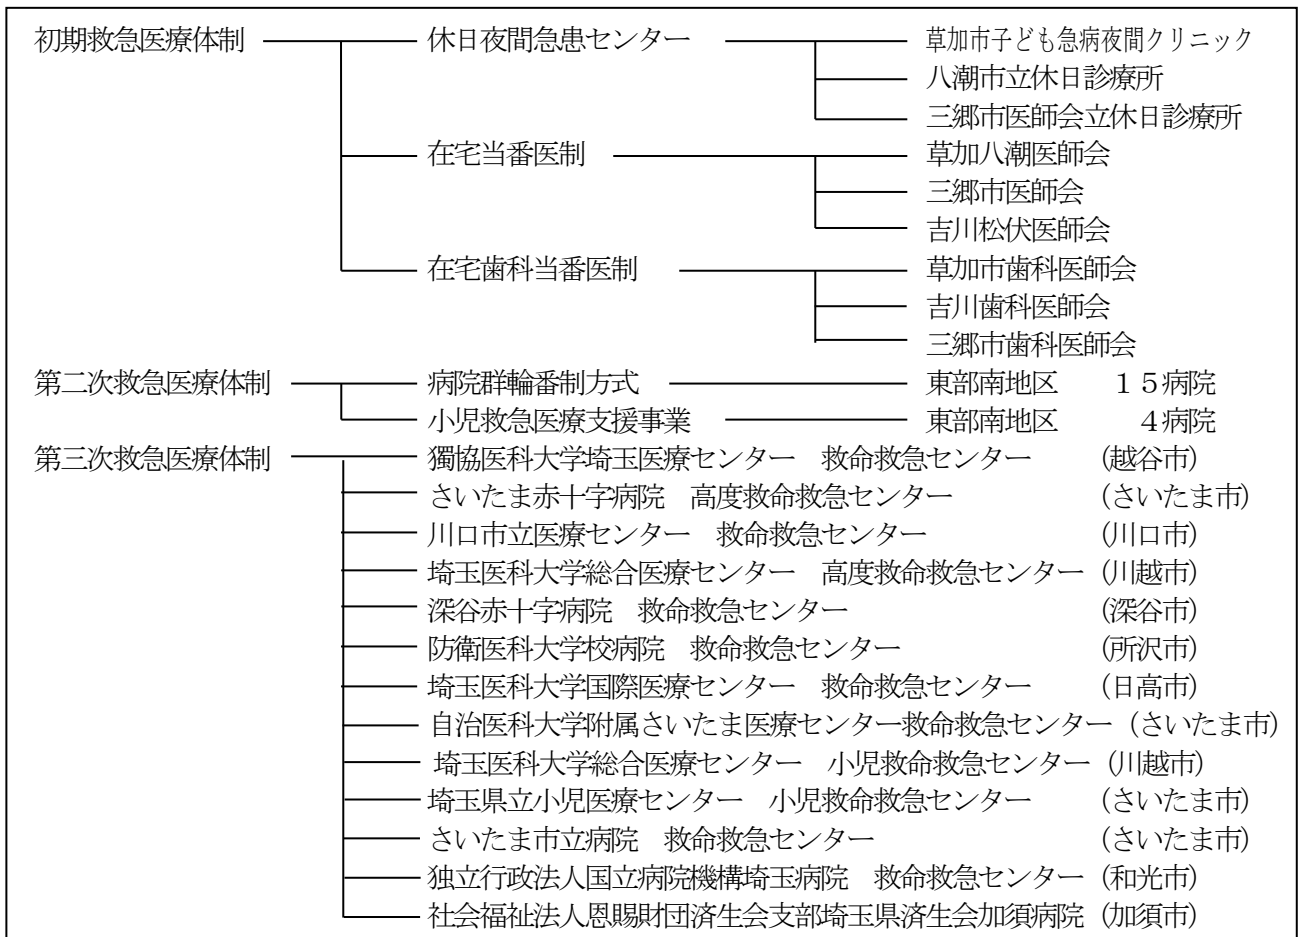 初期救急医療体制 休日夜間急患センター 草加市子ども急病夜間クリニック
八潮市立休日診療所
三郷市医師会立休日診療所
在宅当番医制 草加八潮医師会
三郷市医師会
吉川松伏医師会
在宅歯科当番医制 草加市歯科医師会
吉川歯科医師会
三郷市歯科医師会
第二次救急医療体制 病院群輪番制方式 東部南地区 15病院
小児救急医療支援事業 東部南地区 4病院
第三次救急医療体制 獨協医科大学埼玉医療センター 救命救急センター (越谷市)
さいたま赤十字病院 高度救命救急センター (さいたま市)
川口市立医療センター 救命救急センター (川口市)
埼玉医科大学総合医療センター 高度救命救急センター (川越市)
深谷赤十字病院 救命救急センター (深谷市)
防衛医科大学校病院 救命救急センター (所沢市)
埼玉医科大学国際医療センター 救命救急センター (日高市)
自治医科大学附属さいたま医療センター救命救急センター (さいたま市)
埼玉医科大学総合医療センター 小児救命救急センター (川越市)
埼玉県立小児医療センター 小児救命救急センター (さいたま市)
さいたま市立病院 救命救急センター (さいたま市)
独立行政法人国立病院機構埼玉病院 救命救急センター (和光市)
社会福祉法人恩賜財団済生会支部埼玉県済生会加須病院 (加須市)